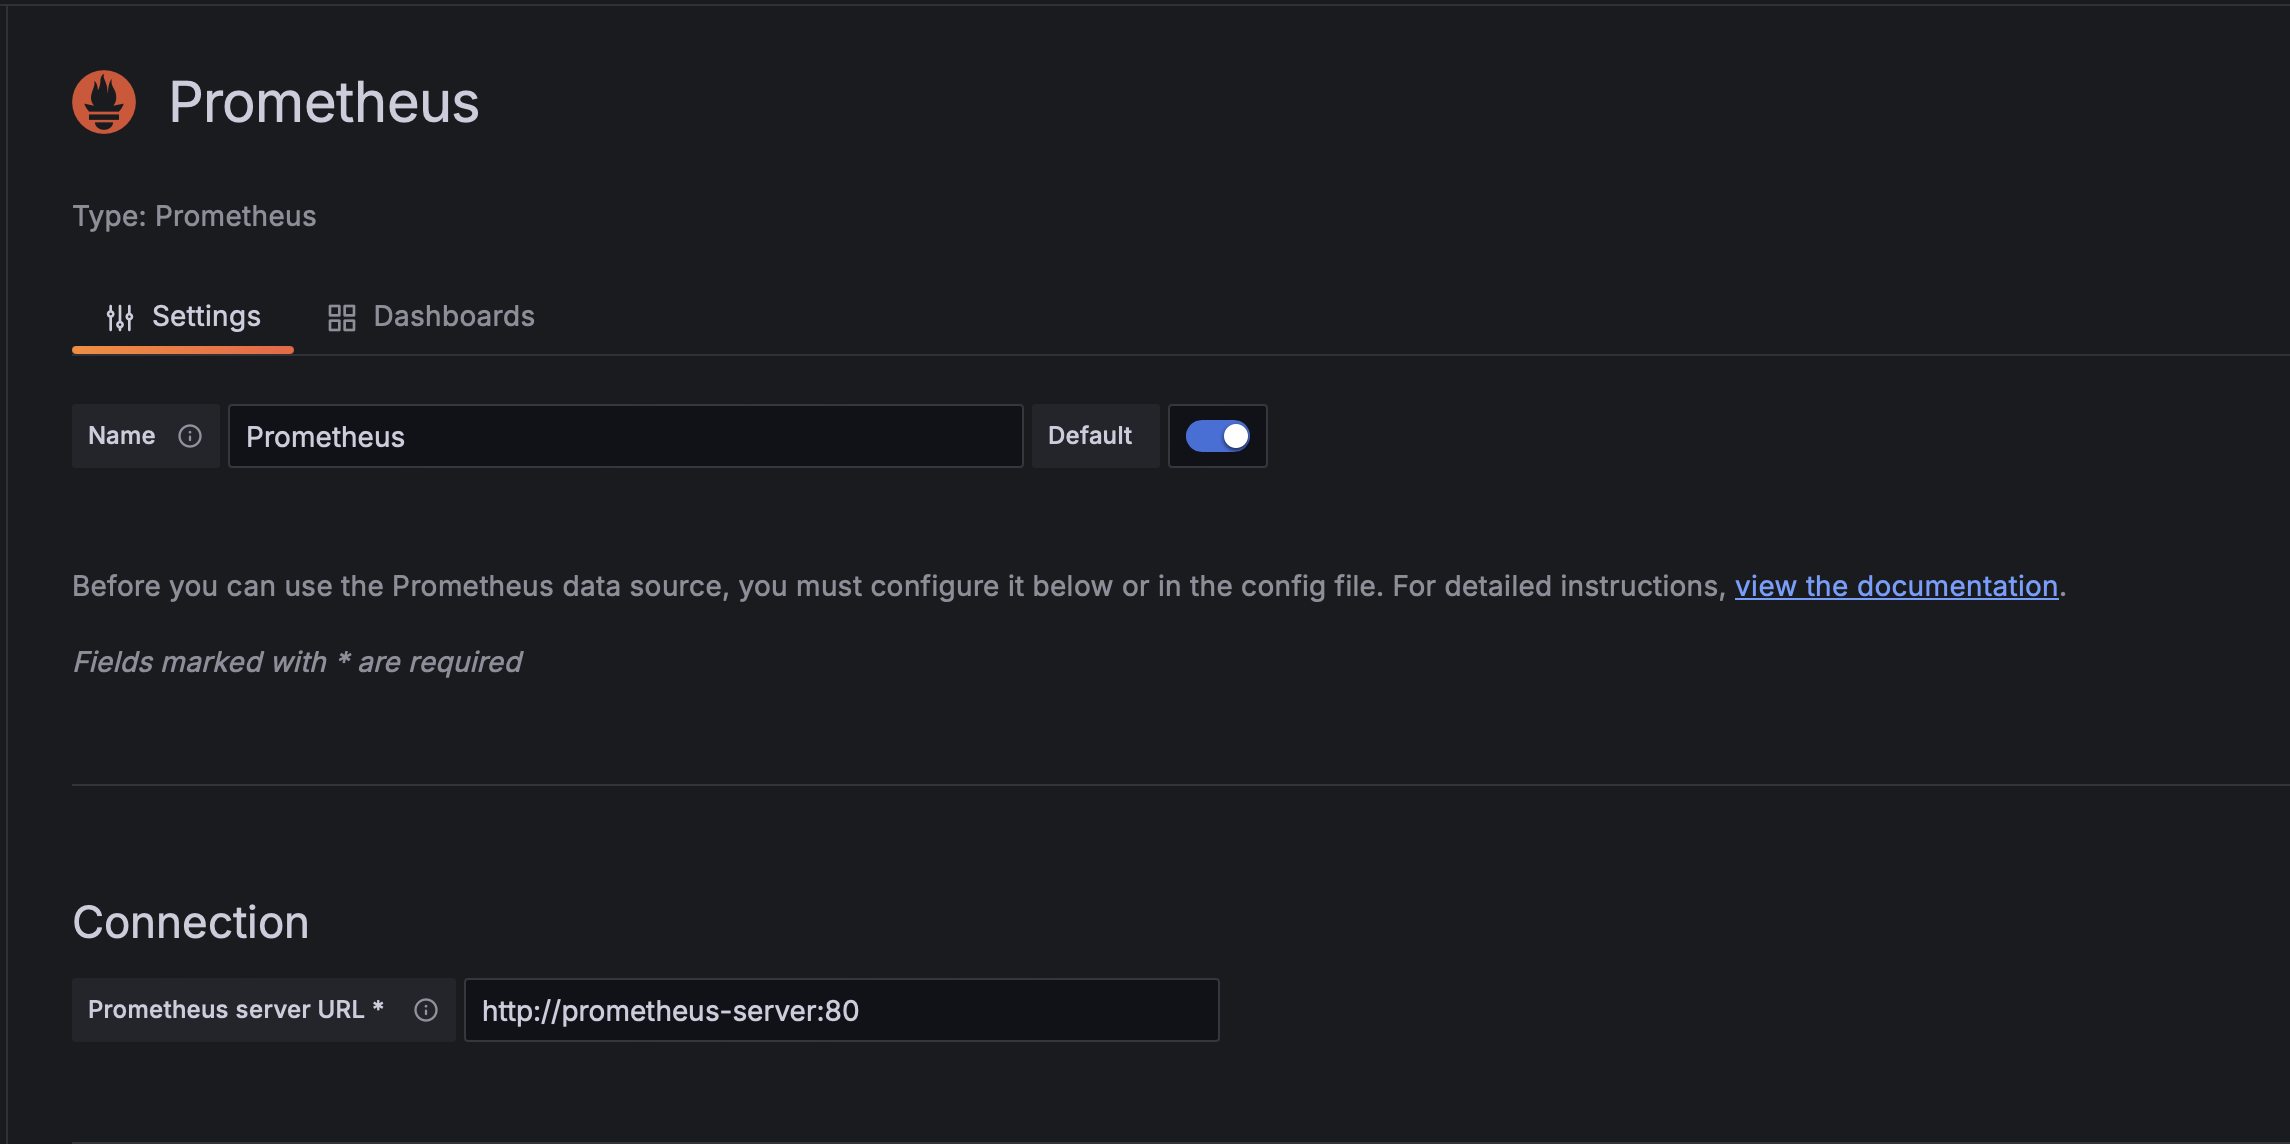 Prometheus
Type: Prometheus
Settings Dashboards
Name Prometheus Default
Before you can use the Prometheus data source, you must configure it below or in the config file. For detailed instructions, view the documentation.
Fields marked with * are required
Connection
Prometheus server URL * http://prometheus-server:80